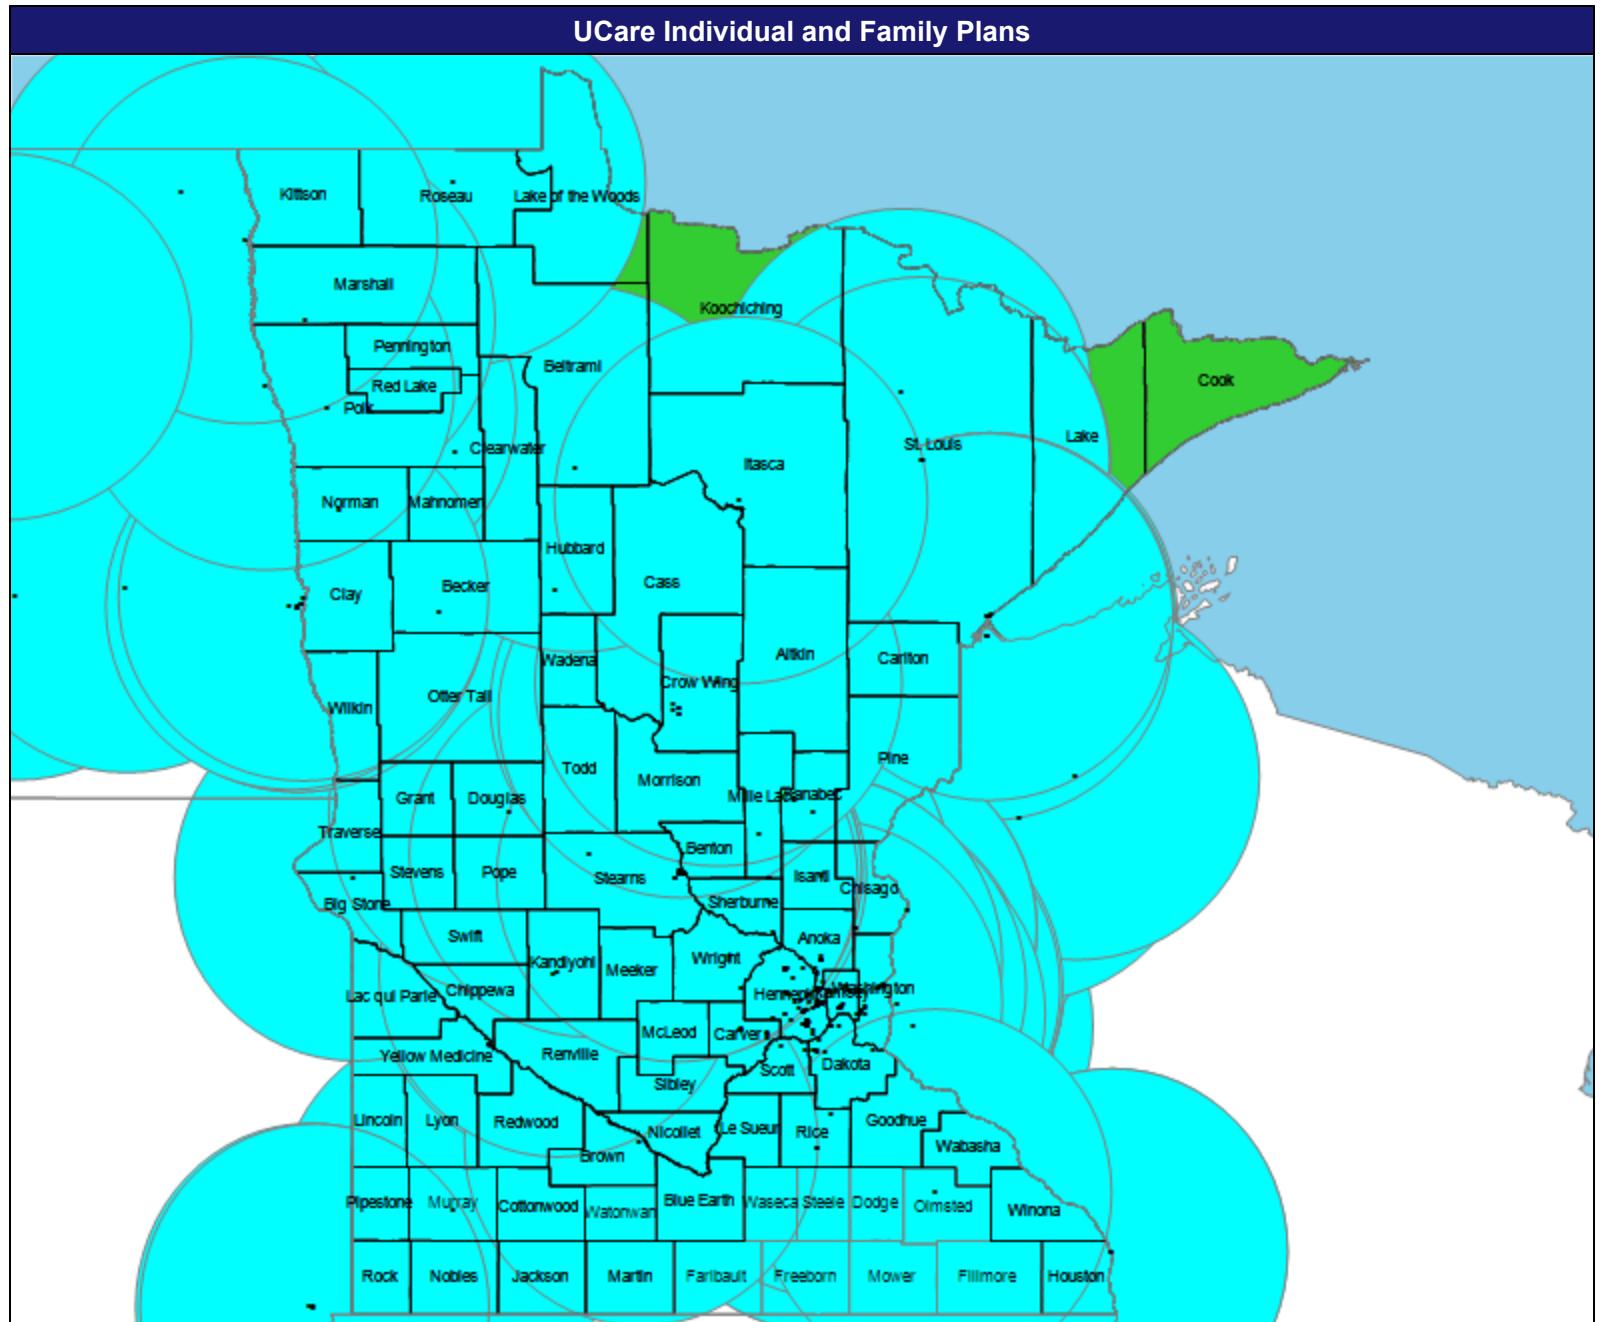 UCare Individual and Family Plans
Kittson
Roseau
Lake of the Woods
Marshall
Koochiching
Pennington
Beltrami
Red Lake
Cook
Polk
Lake
Clearwater
St. Louis
Itasca
Norman
Mahnomen
Hubbard
Cass
Becker
Clay
Aitkin
Carlton
Wadena
Crow Wing
Otter Tail
Wilkin
Pine
Todd
Morrison
Grant
Douglas
Mille Lacs
Kanabec
Traverse
Benton
Stevens
Pope
Stearns
Isanti
Chisago
Big Stone
Sherburne
Swift
Anoka
Kandiyohi
Meeker
Wright
Lac qui Parle
Chippewa
Hennepin
Ramsey
Washington
McLeod
Carver
Yellow Medicine
Renville
Scott
Dakota
Sibley
Lincoln
Lyon
Redwood
Nicollet
Le Sueur
Rice
Goodhue
Brown
Wabasha
Pipestone
Murray
Cottonwood
Watonwan
Blue Earth
Waseca
Steele
Dodge
Olmsted
Winona
Rock
Nobles
Jackson
Martin
Faribault
Freeborn
Mower
Fillmore
Houston